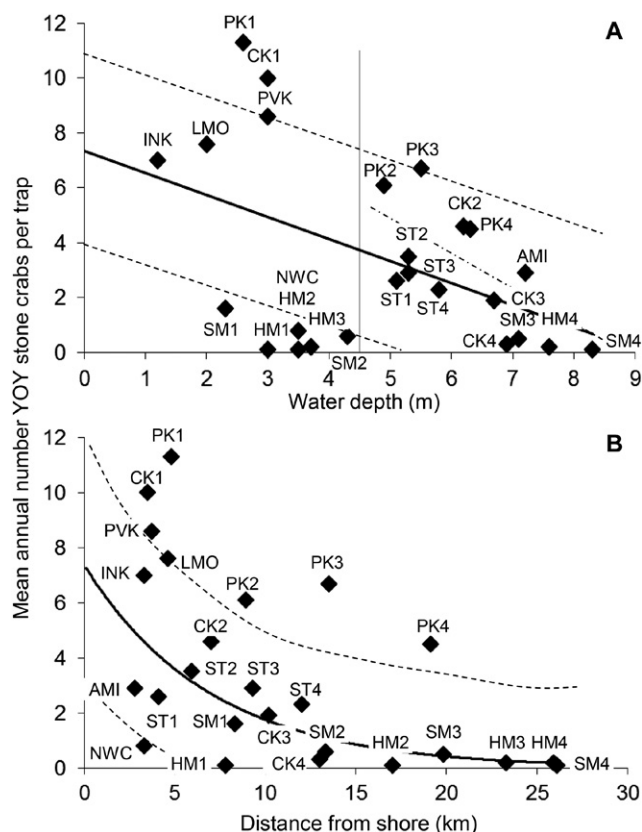 12
PK1
A
CK1
10
PVK
8
INK
LMO
PK3
PK2
6
CK2
PK4
4
ST2
NWC
AMI
HM2
ST3
2
ST1
ST4
CK3
SM1
HM1
HM3
SM3
HM4
CK4
SM4
0
SM2
0 1 2 3 4 5 6 7 8 9
Water depth (m)
Mean annual number YOY stone crabs per trap
12
PK1
B
10
CK1
PVK
8
LMO
INK
PK3
PK2
6
PK4
CK2
4
ST2
ST3
AMI
ST4
2
ST1
SM1
SM2
SM3
CK3
NWC
HM2
HM3
HM4
HM1
CK4
SM4
0
0 5 10 15 20 25 30
Distance from shore (km)